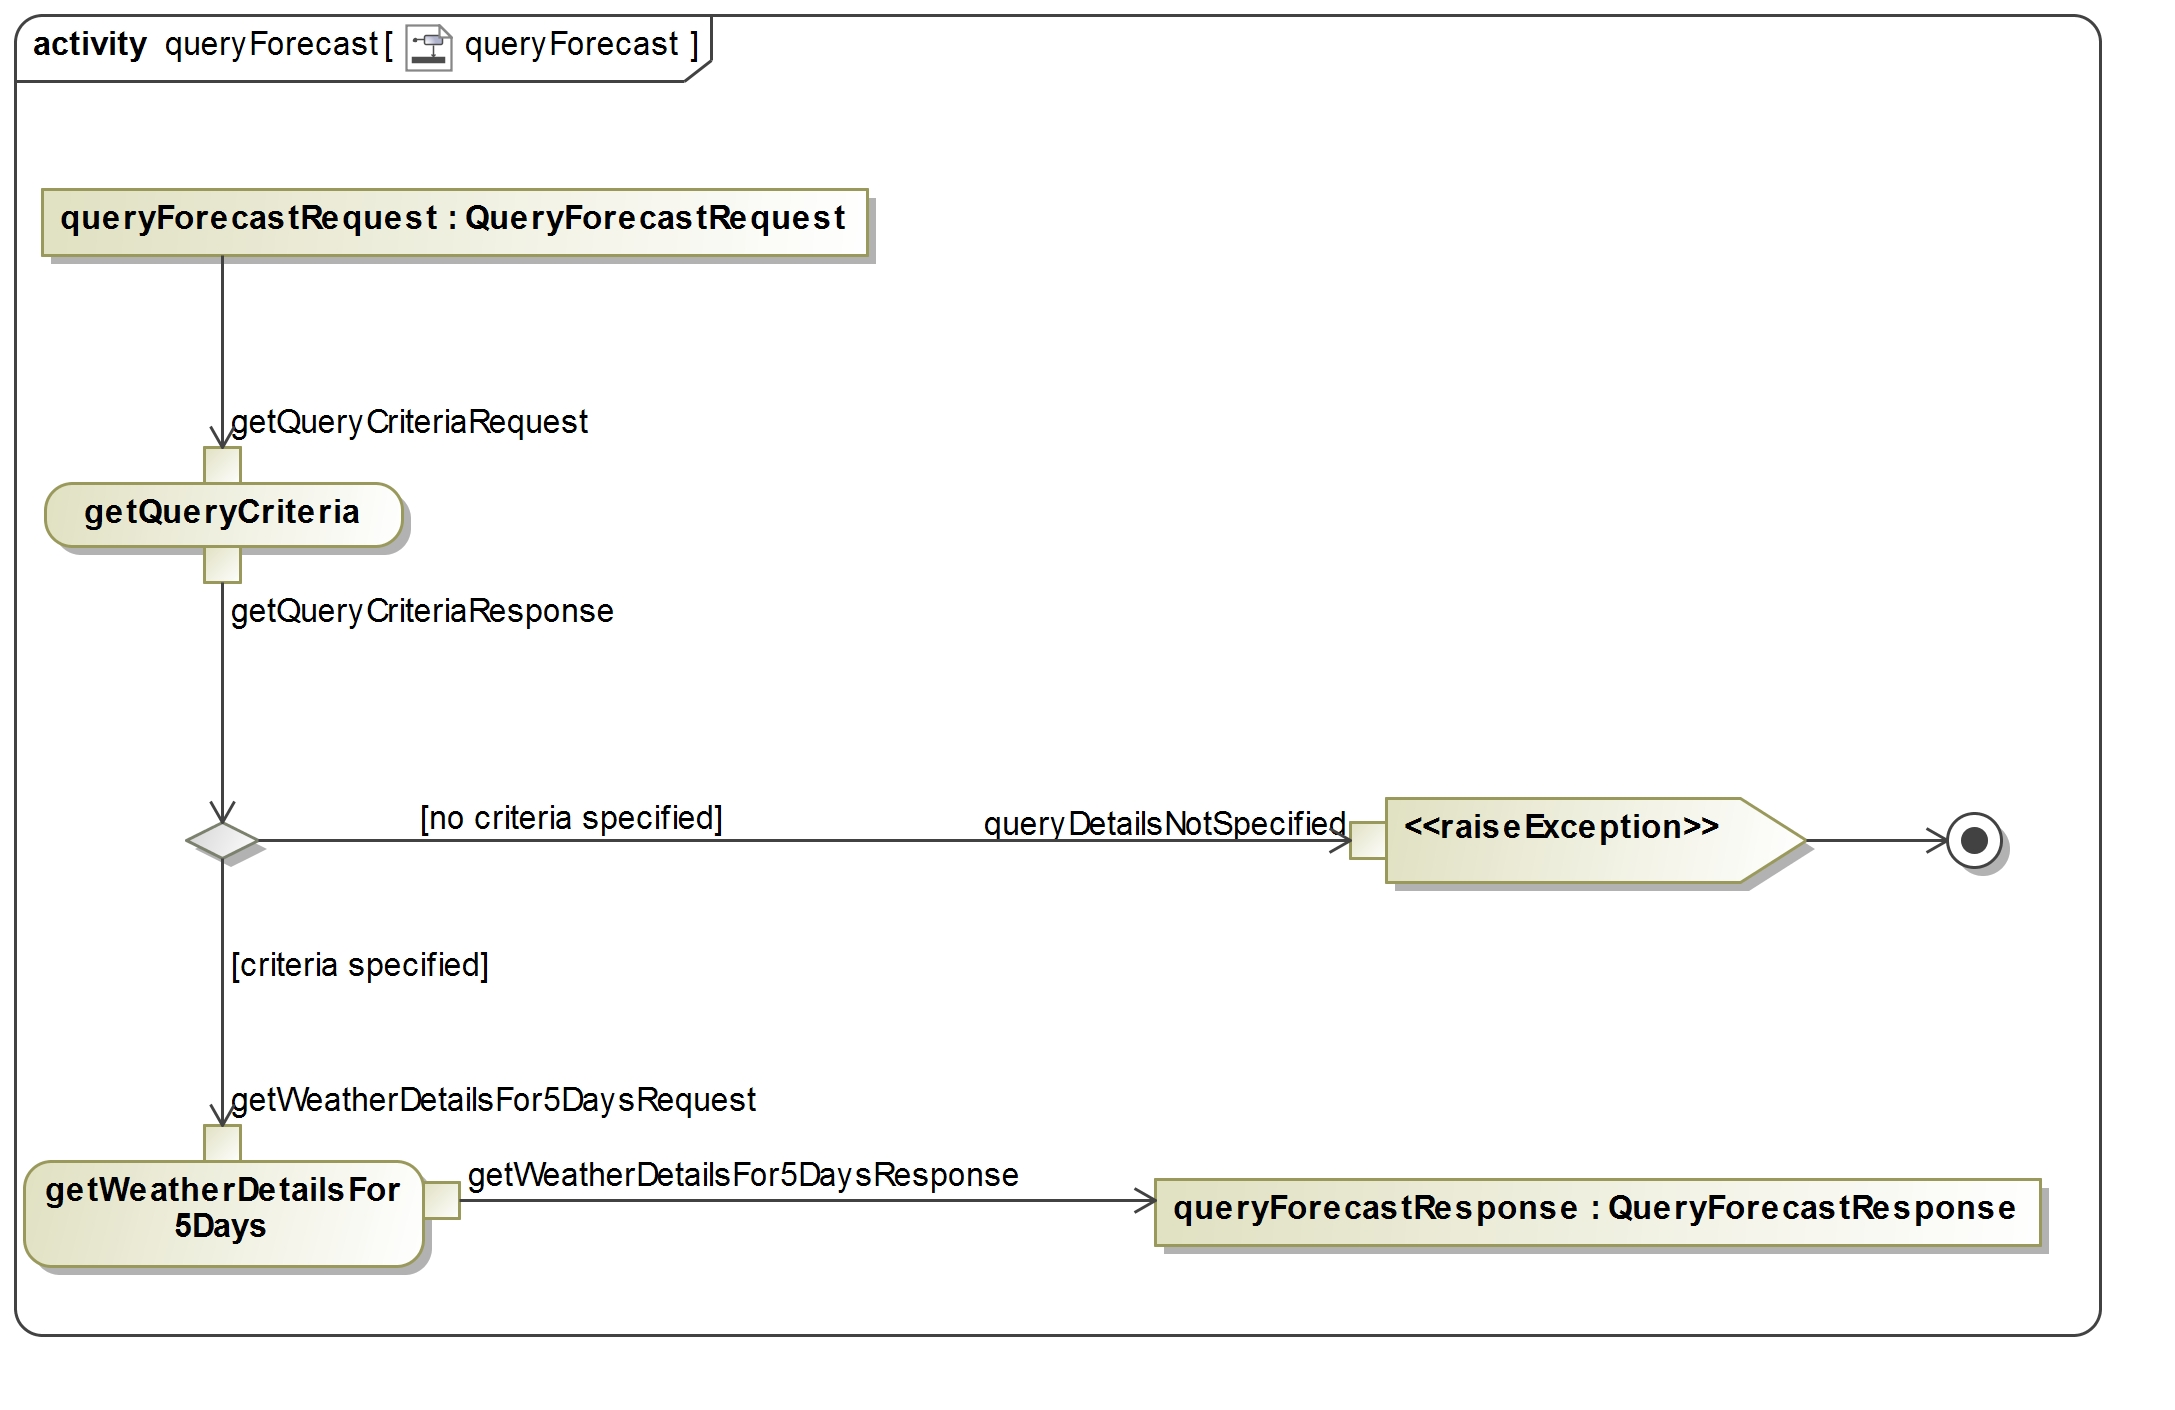 activity queryForecast [ queryForecast ]
queryForecastRequest : QueryForecastRequest
getQueryCriteriaRequest
getQueryCriteria
getQueryCriteriaResponse
[no criteria specified]
queryDetailsNotSpecified
<<raiseException>>
[criteria specified]
getWeatherDetailsFor5DaysRequest
getWeatherDetailsFor
5Days
getWeatherDetailsFor5DaysResponse
queryForecastResponse : QueryForecastResponse